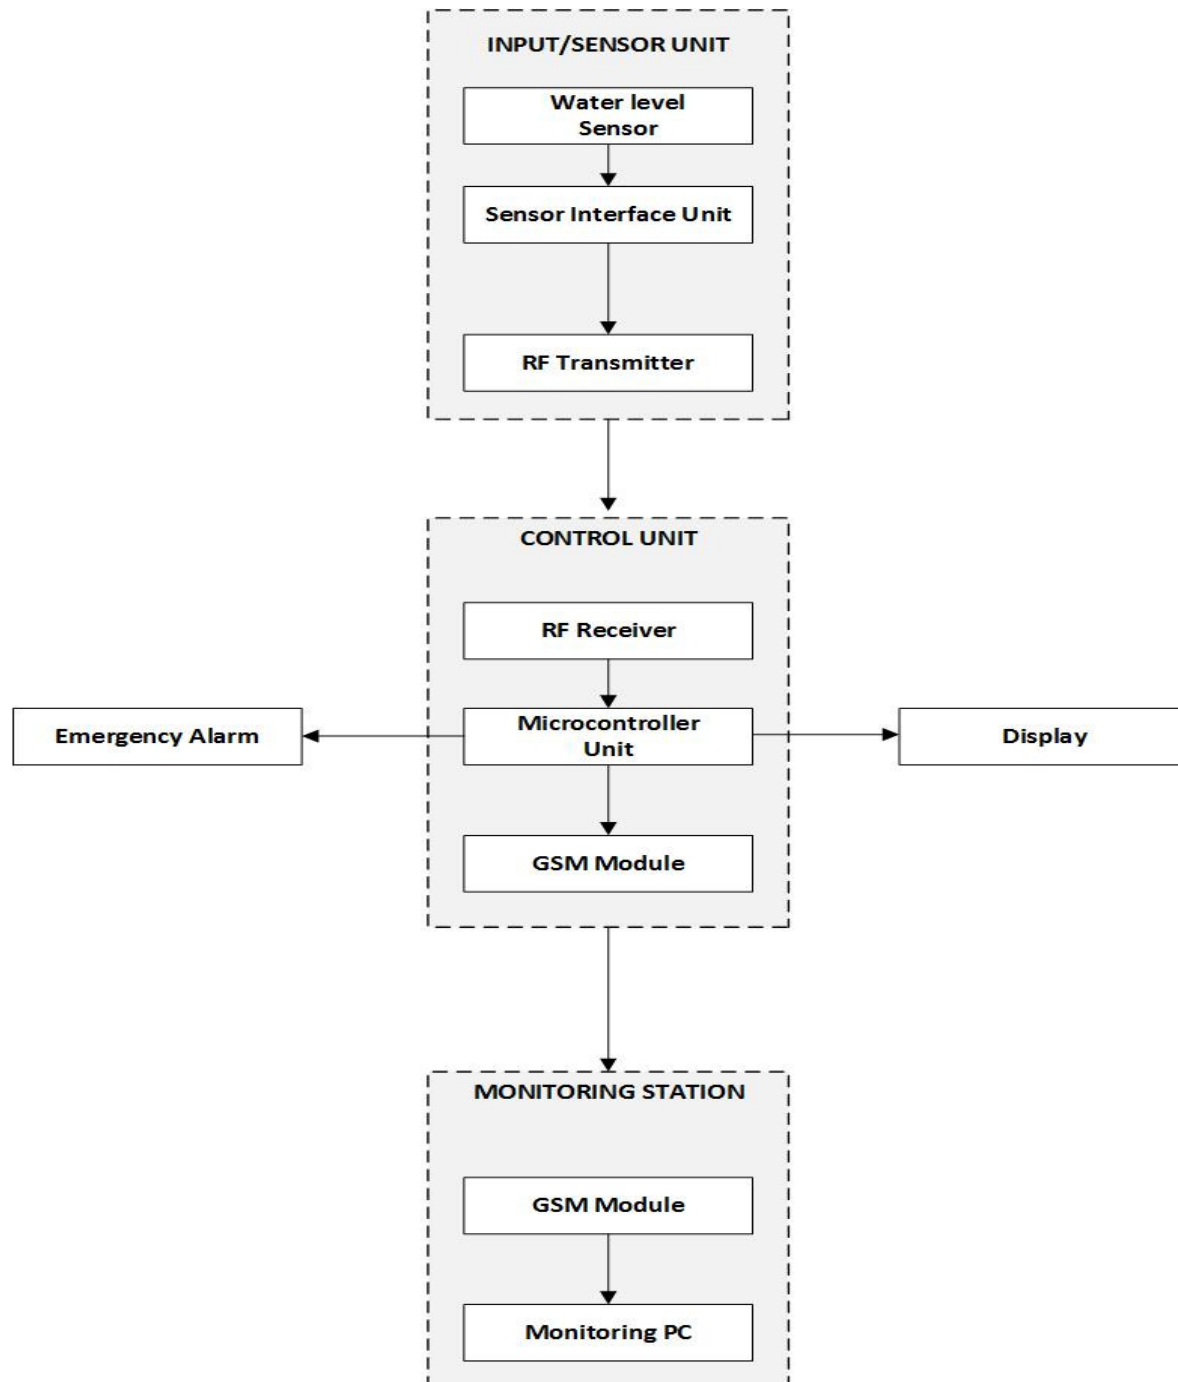 INPUT/SENSOR UNIT
Water level
Sensor
Sensor Interface Unit
RF Transmitter
CONTROL UNIT
RF Receiver
Emergency Alarm
Microcontroller
Unit
Display
GSM Module
MONITORING STATION
GSM Module
Monitoring PC